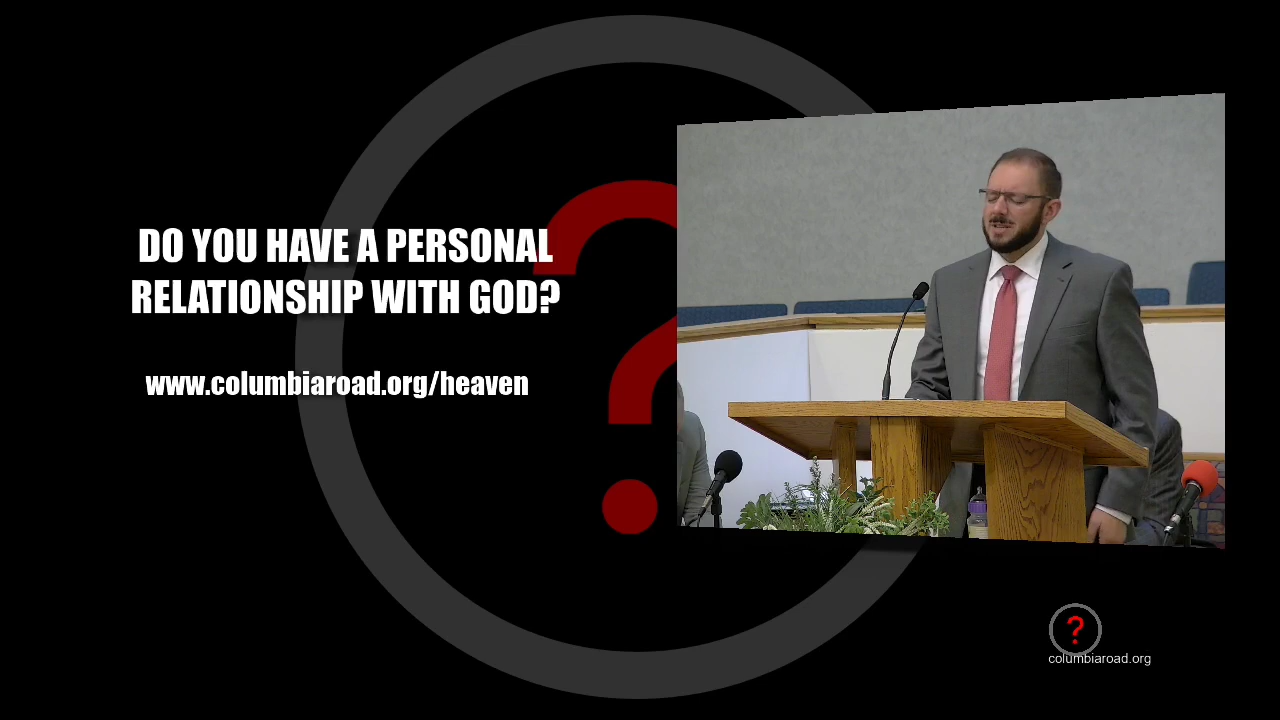 DO YOU HAVE A PERSONAL
RELATIONSHIP WITH GOD?
www.columbiaroad.org/heaven
?
?
columbiaroad.org